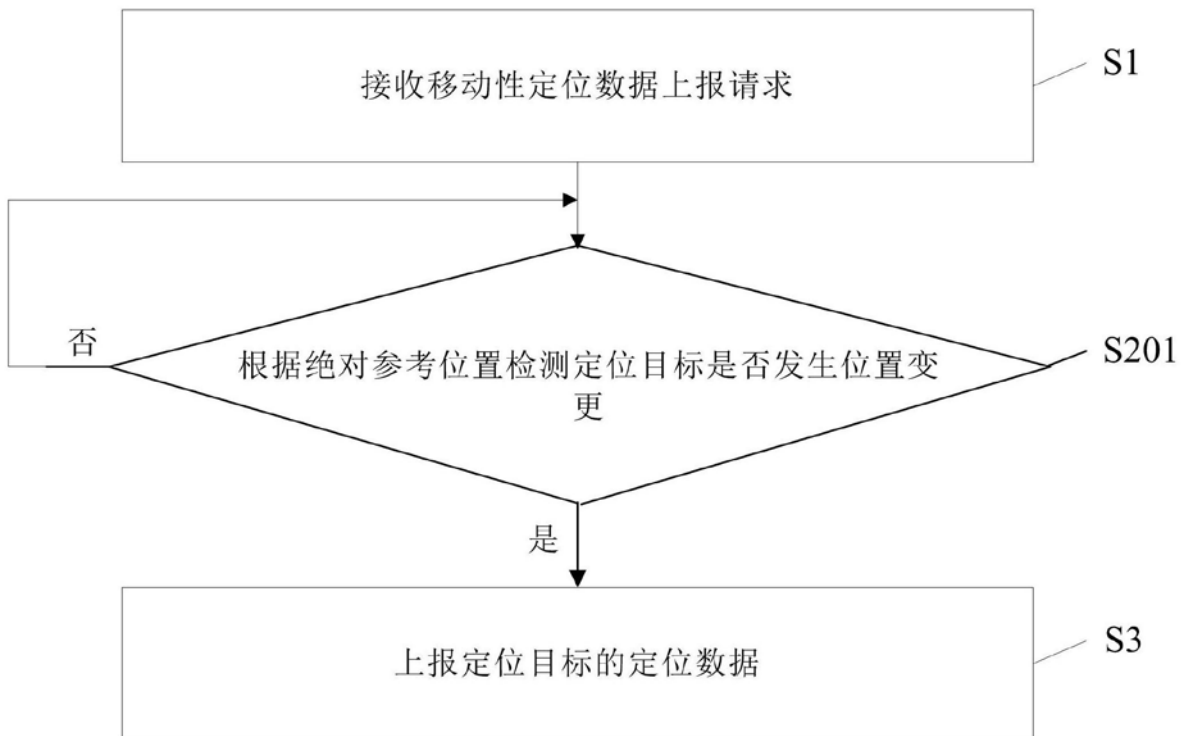 接收移动性定位数据上报请求
S1
否
根据绝对参考位置检测定位目标是否发生位置变
更
S201
是
上报定位目标的定位数据
S3